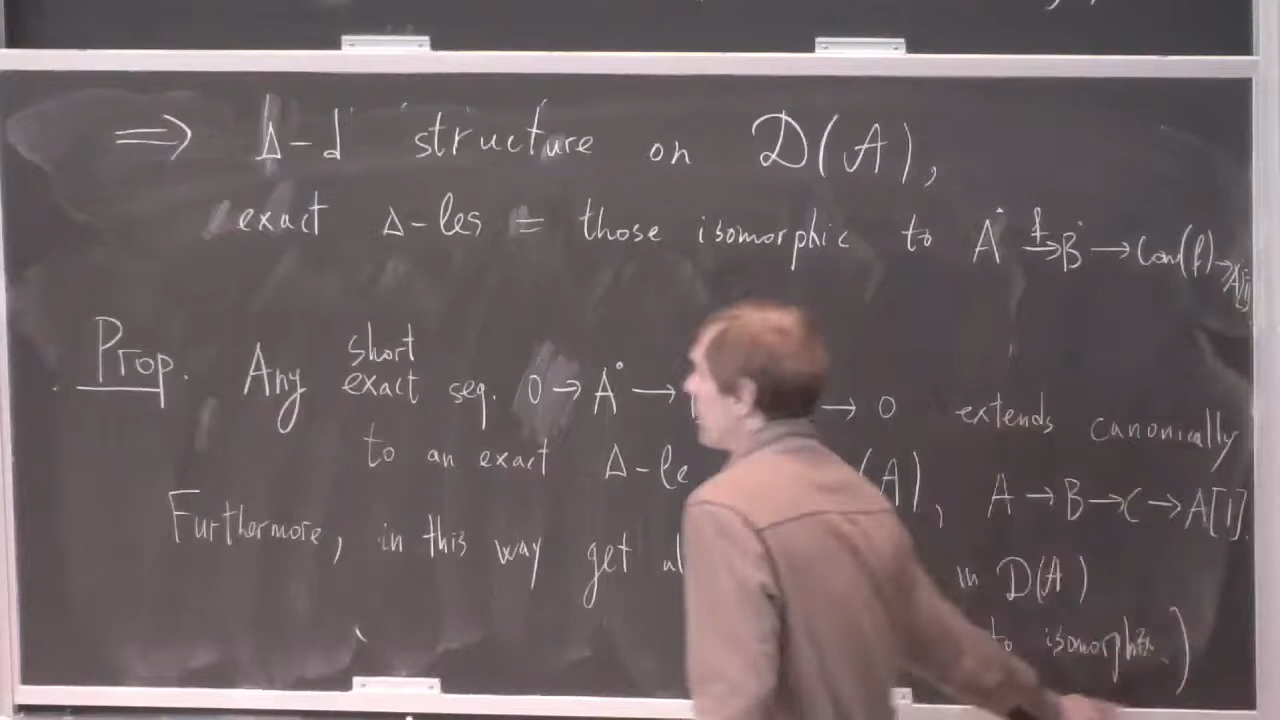 ⟹ Δ-d structure on D(A),
exact Δ-les = those isomorphic to A^• →^f B^• → Con(f) → A[1]
Prop. Any short exact seq. 0 → A^• → → 0 extends canonically
to an exact Δ-le (A), A → B → C → A[1].
Furthermore, in this way get in D(A)
to isomorphism.)